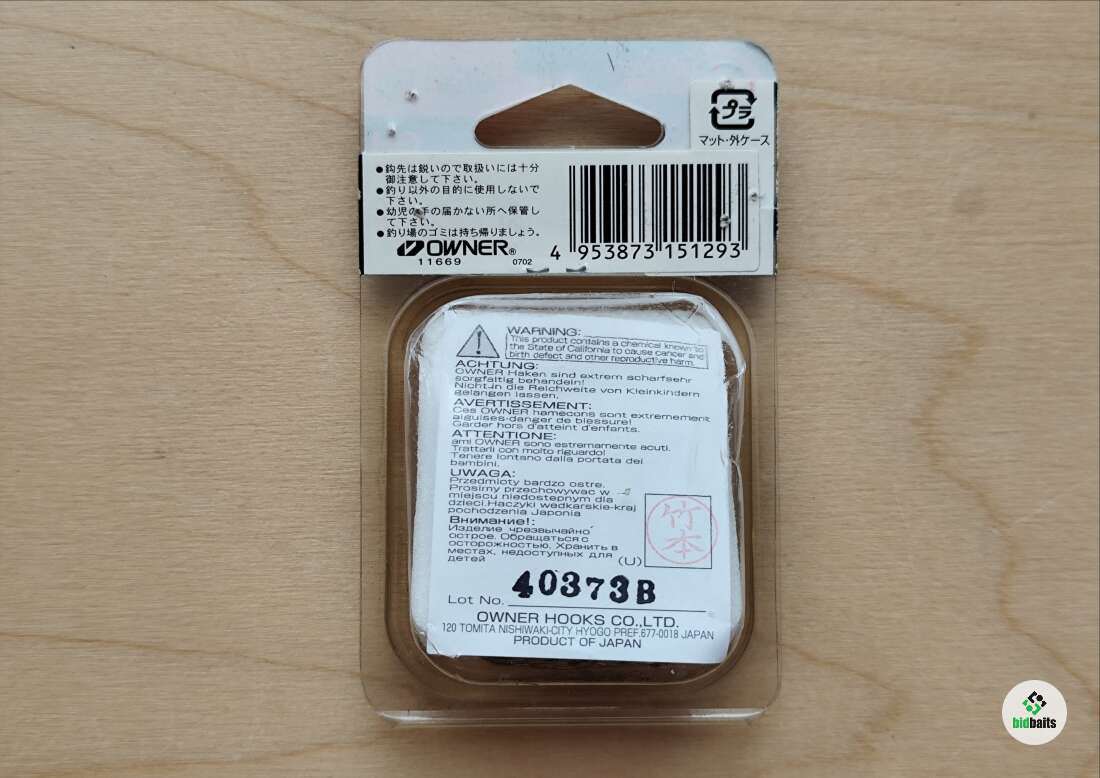 プラ
マット・外ケース
●鈎先は鋭いので取扱いには十分
御注意して下さい。
●釣り以外の目的に使用しないで
下さい。
●幼児の手の届かない所へ保管し
て下さい。
●釣り場のゴミは持ち帰りましょう。
OWNER®
11669 0702
4 953873 151293
WARNING:
This product contains a chemical known to
the State of California to cause cancer and
birth defect and other reproductive harm.
ACHTUNG:
OWNER Haken sind extrem scharfsehr
sorgfaltig behandeln!
Nicht in die Reichweite von Kleinkindern
gelangen lassen.
AVERTISSEMENT:
Ces OWNER hamecons sont extremement
aiguises-danger de blessure!
Garder hors d'atteint d'enfants.
ATTENTIONE:
ami OWNER sono estremamente acuti.
Trattarli con molto riguardo!
Tenere lontano dalla portata dei
bambini.
UWAGA:
Przedmioty bardzo ostre.
Prosimy przechowywac w
miejscu niedostepnym dla
dzieci.Haczyki wedkarskie-kraj
pochodzenia Japonia
Внимание!:
Изделие чрезвычайно
острое. Обращаться с
осторожностью. Хранить в
местах, недоступных для
детей
(U)
竹本
Lot No. 40373B
OWNER HOOKS CO.,LTD.
120 TOMITA NISHIWAKI-CITY HYOGO PREF.677-0018 JAPAN
PRODUCT OF JAPAN
bidbaits